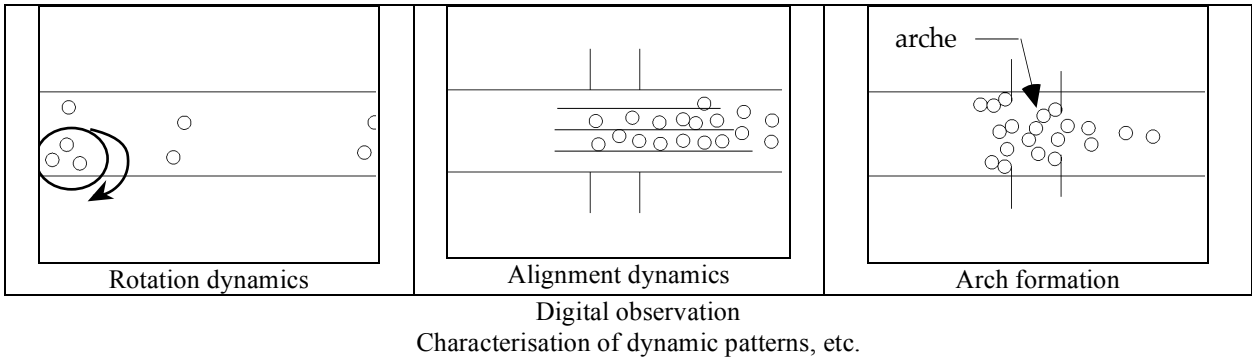 arche
Rotation dynamics
Alignment dynamics
Arch formation
Digital observation
Characterisation of dynamic patterns, etc.